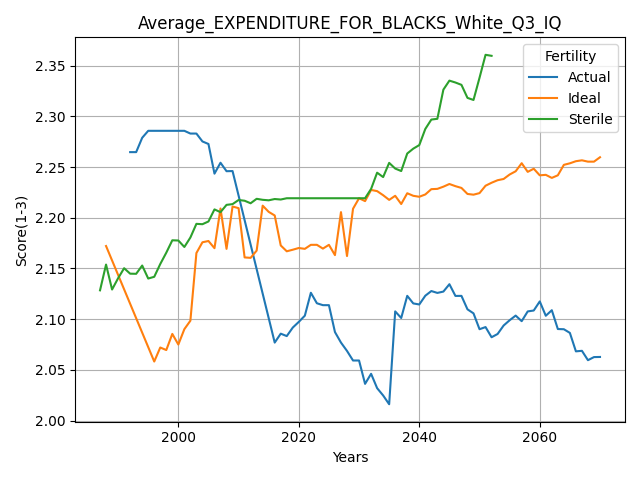 Average_EXPENDITURE_FOR_BLACKS_White_Q3_IQ
Score(1-3)
2.35
2.30
2.25
2.20
2.15
2.10
2.05
2.00
Fertility
Actual
Ideal
Sterile
2000
2020
2040
2060
Years